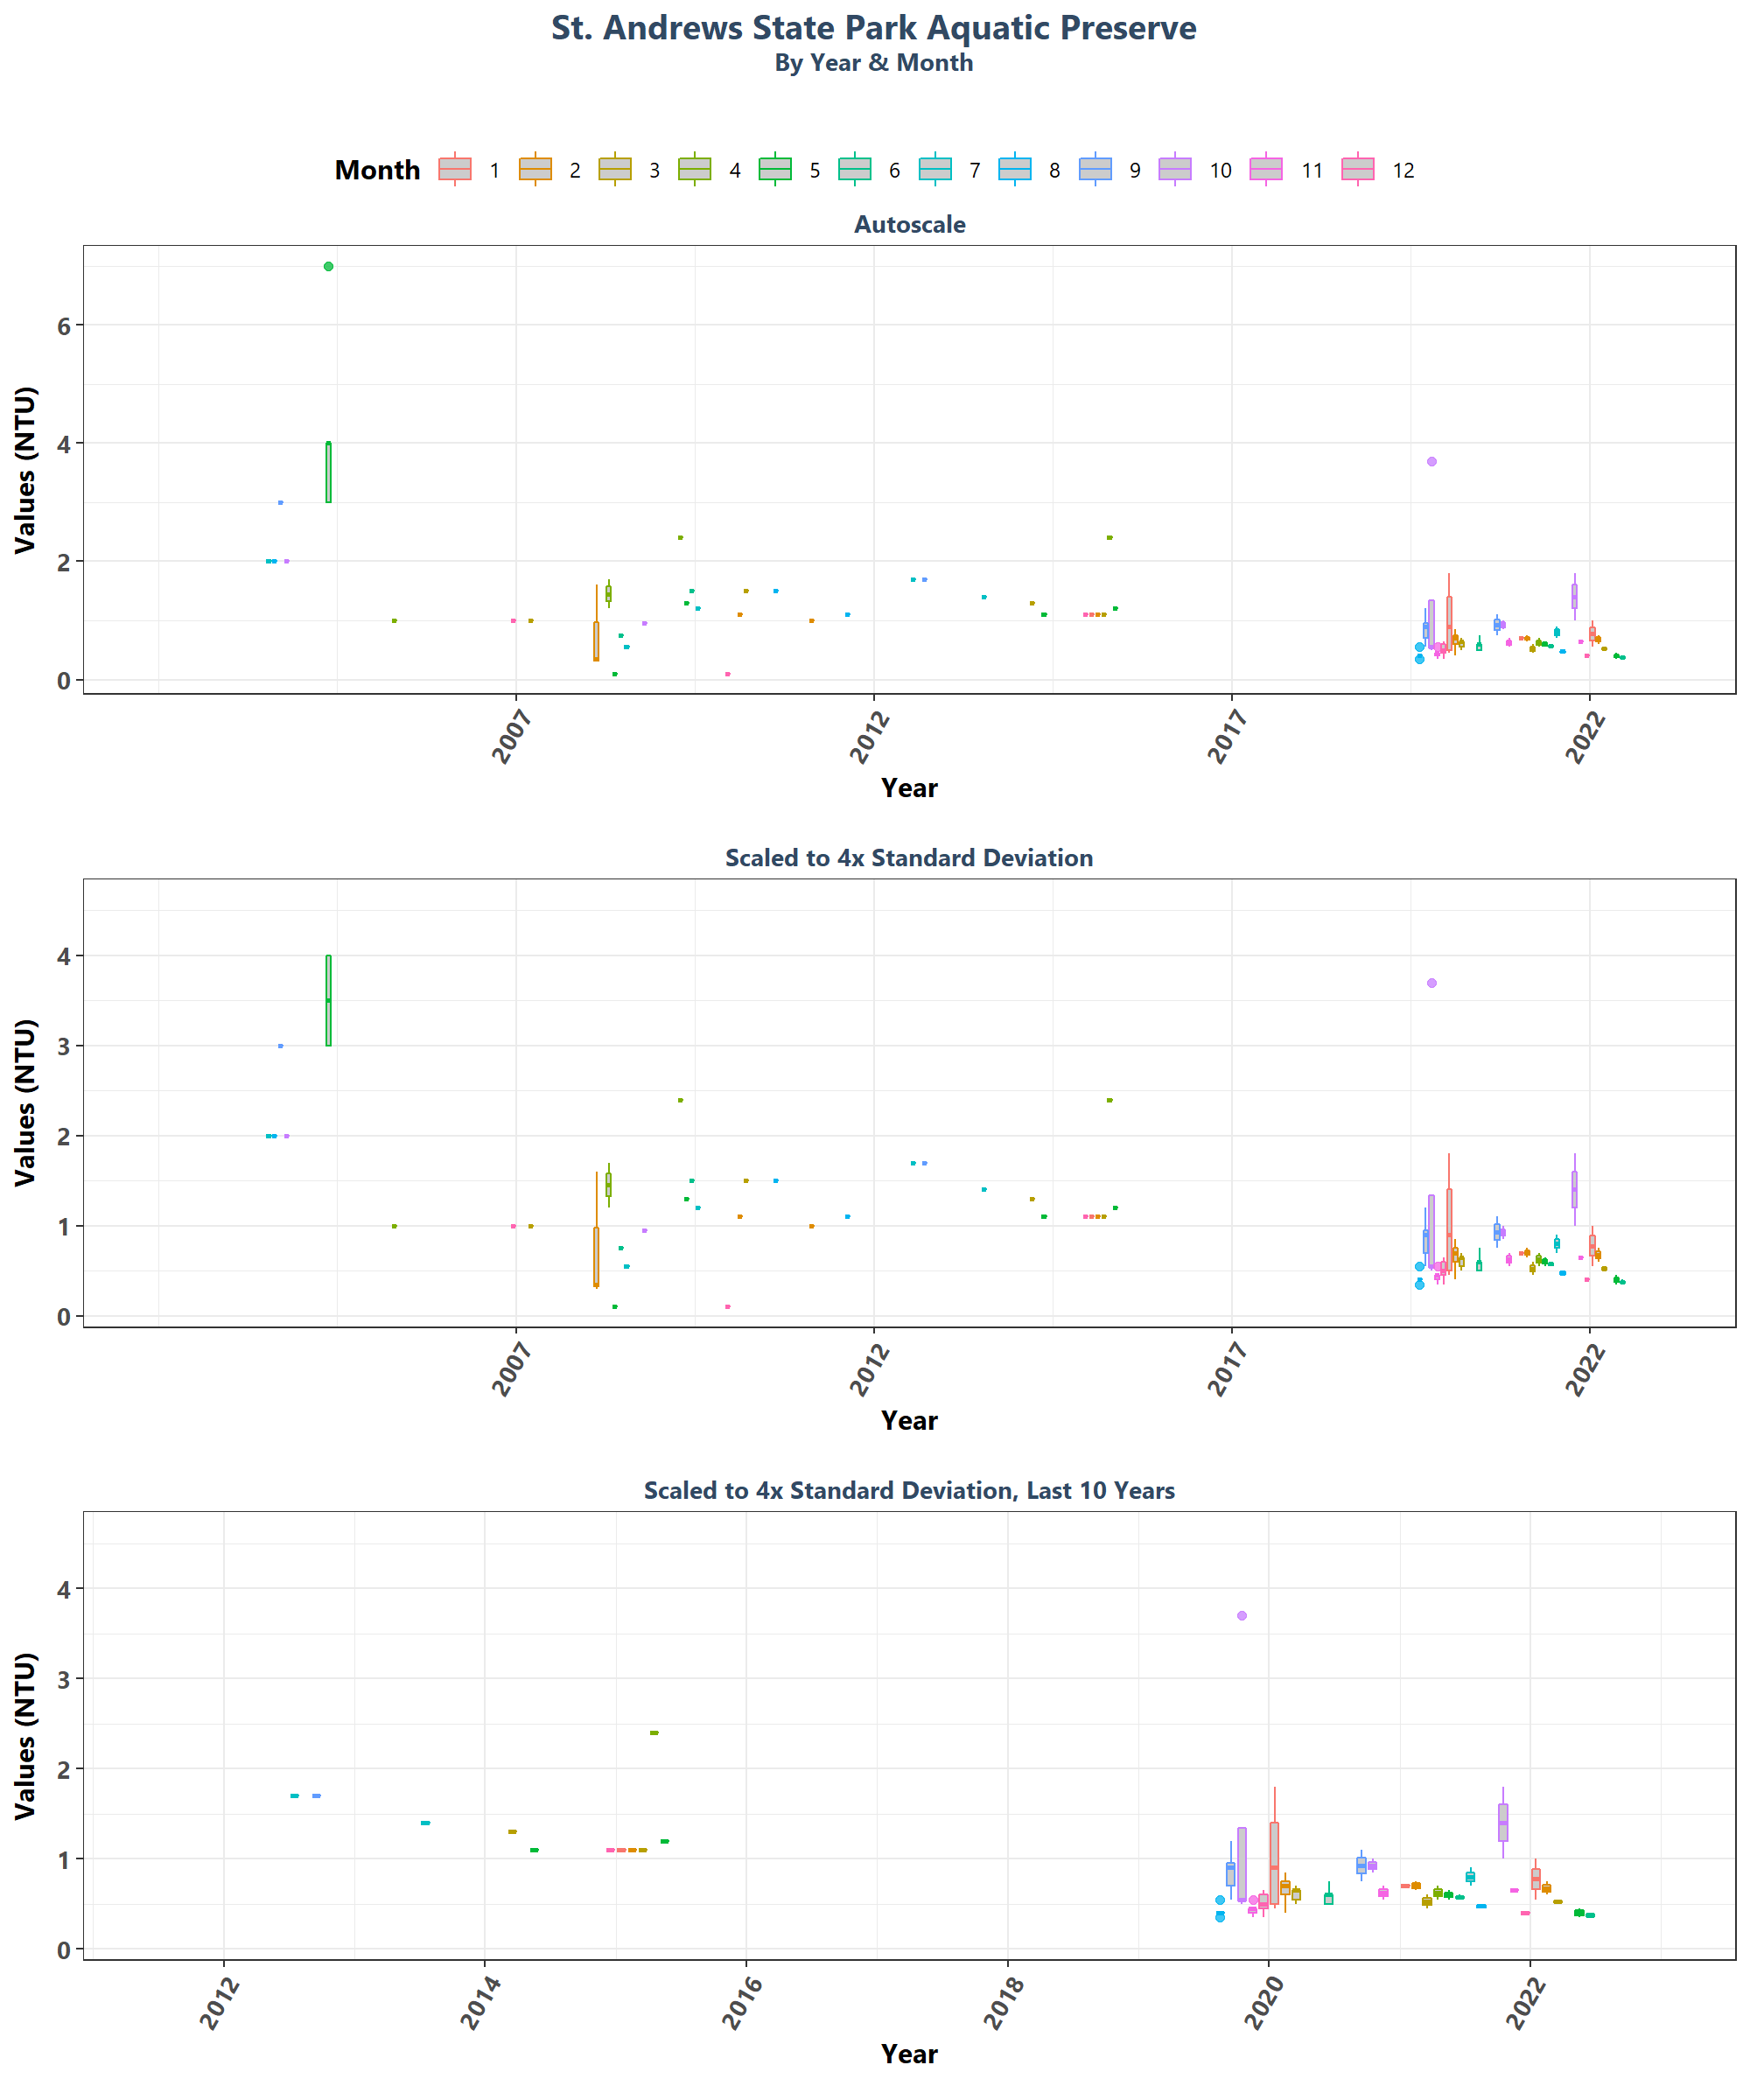 St. Andrews State Park Aquatic Preserve
By Year & Month
Month 1 2 3 4 5 6 7 8 9 10 11 12
Autoscale
Values (NTU)
6
4
2
0
2007 2012 2017 2022
Year
Scaled to 4x Standard Deviation
Values (NTU)
4
3
2
1
0
2007 2012 2017 2022
Year
Scaled to 4x Standard Deviation, Last 10 Years
Values (NTU)
4
3
2
1
0
2012 2014 2016 2018 2020 2022
Year